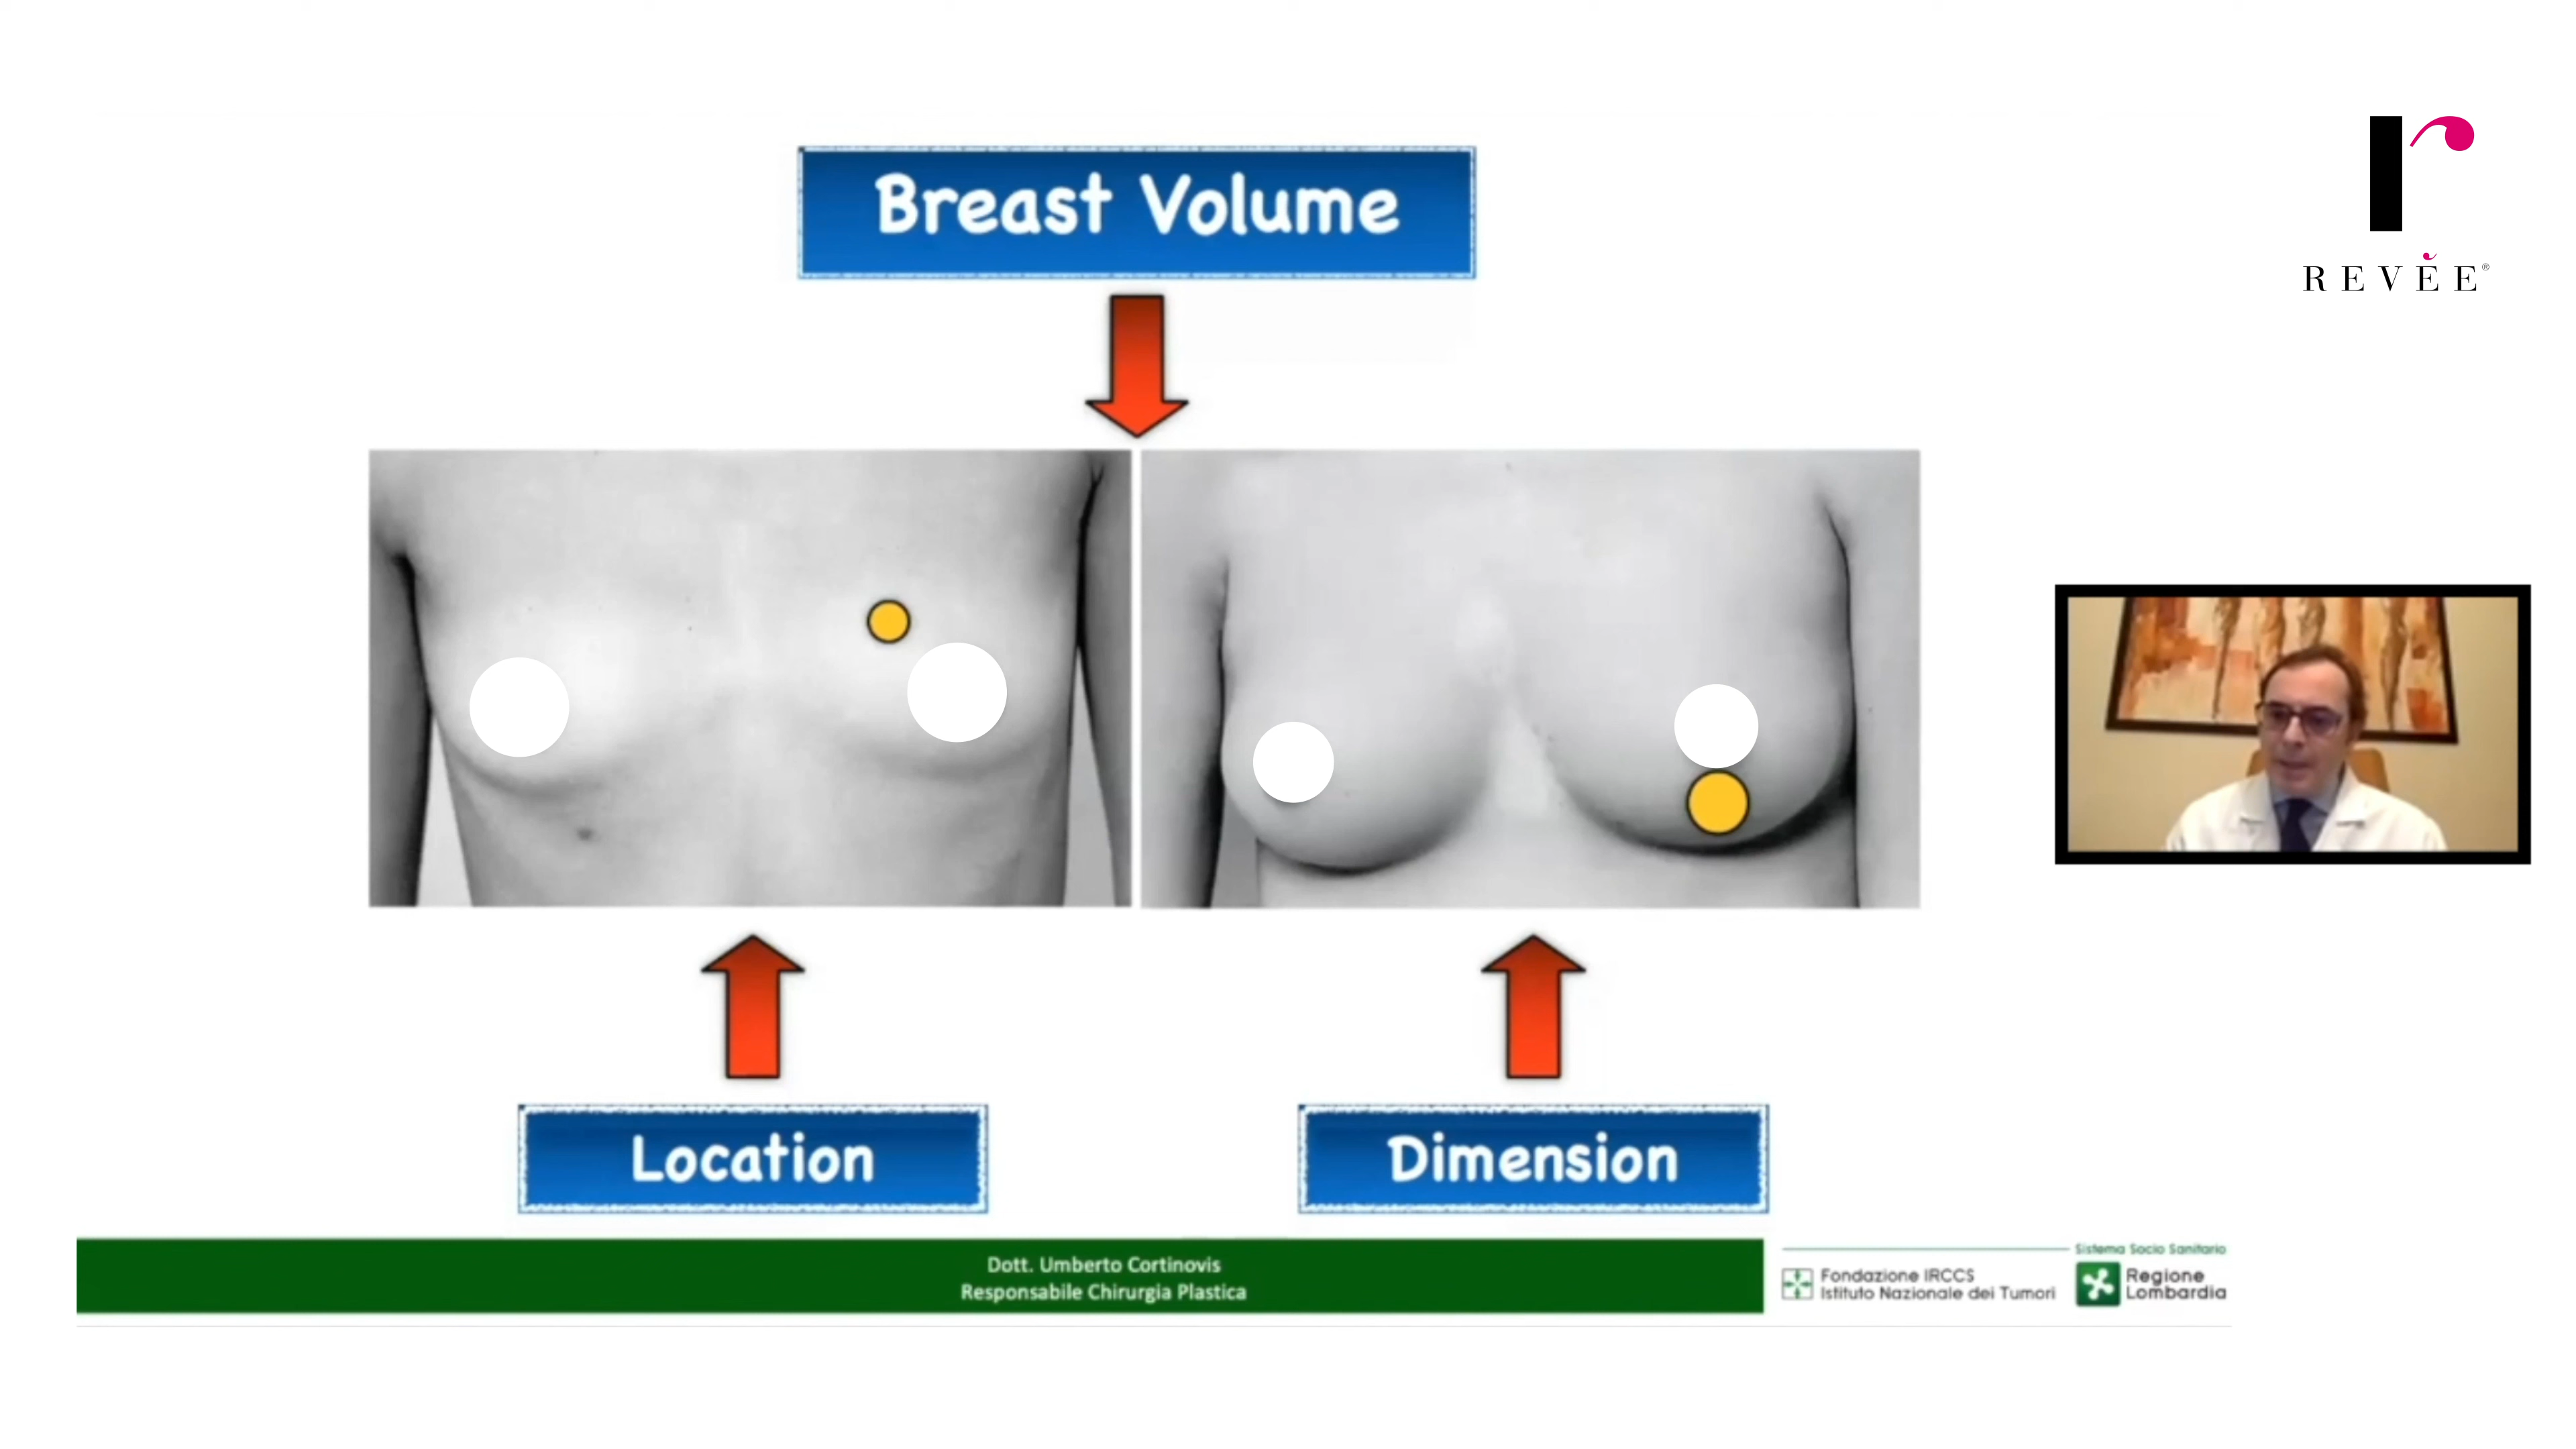 Breast Volume
REVĔE®
Location
Dimension
Dott. Umberto Cortinovis
Responsabile Chirurgia Plastica
Fondazione IRCCS
Istituto Nazionale dei Tumori
Sistema Socio Sanitario
Regione
Lombardia